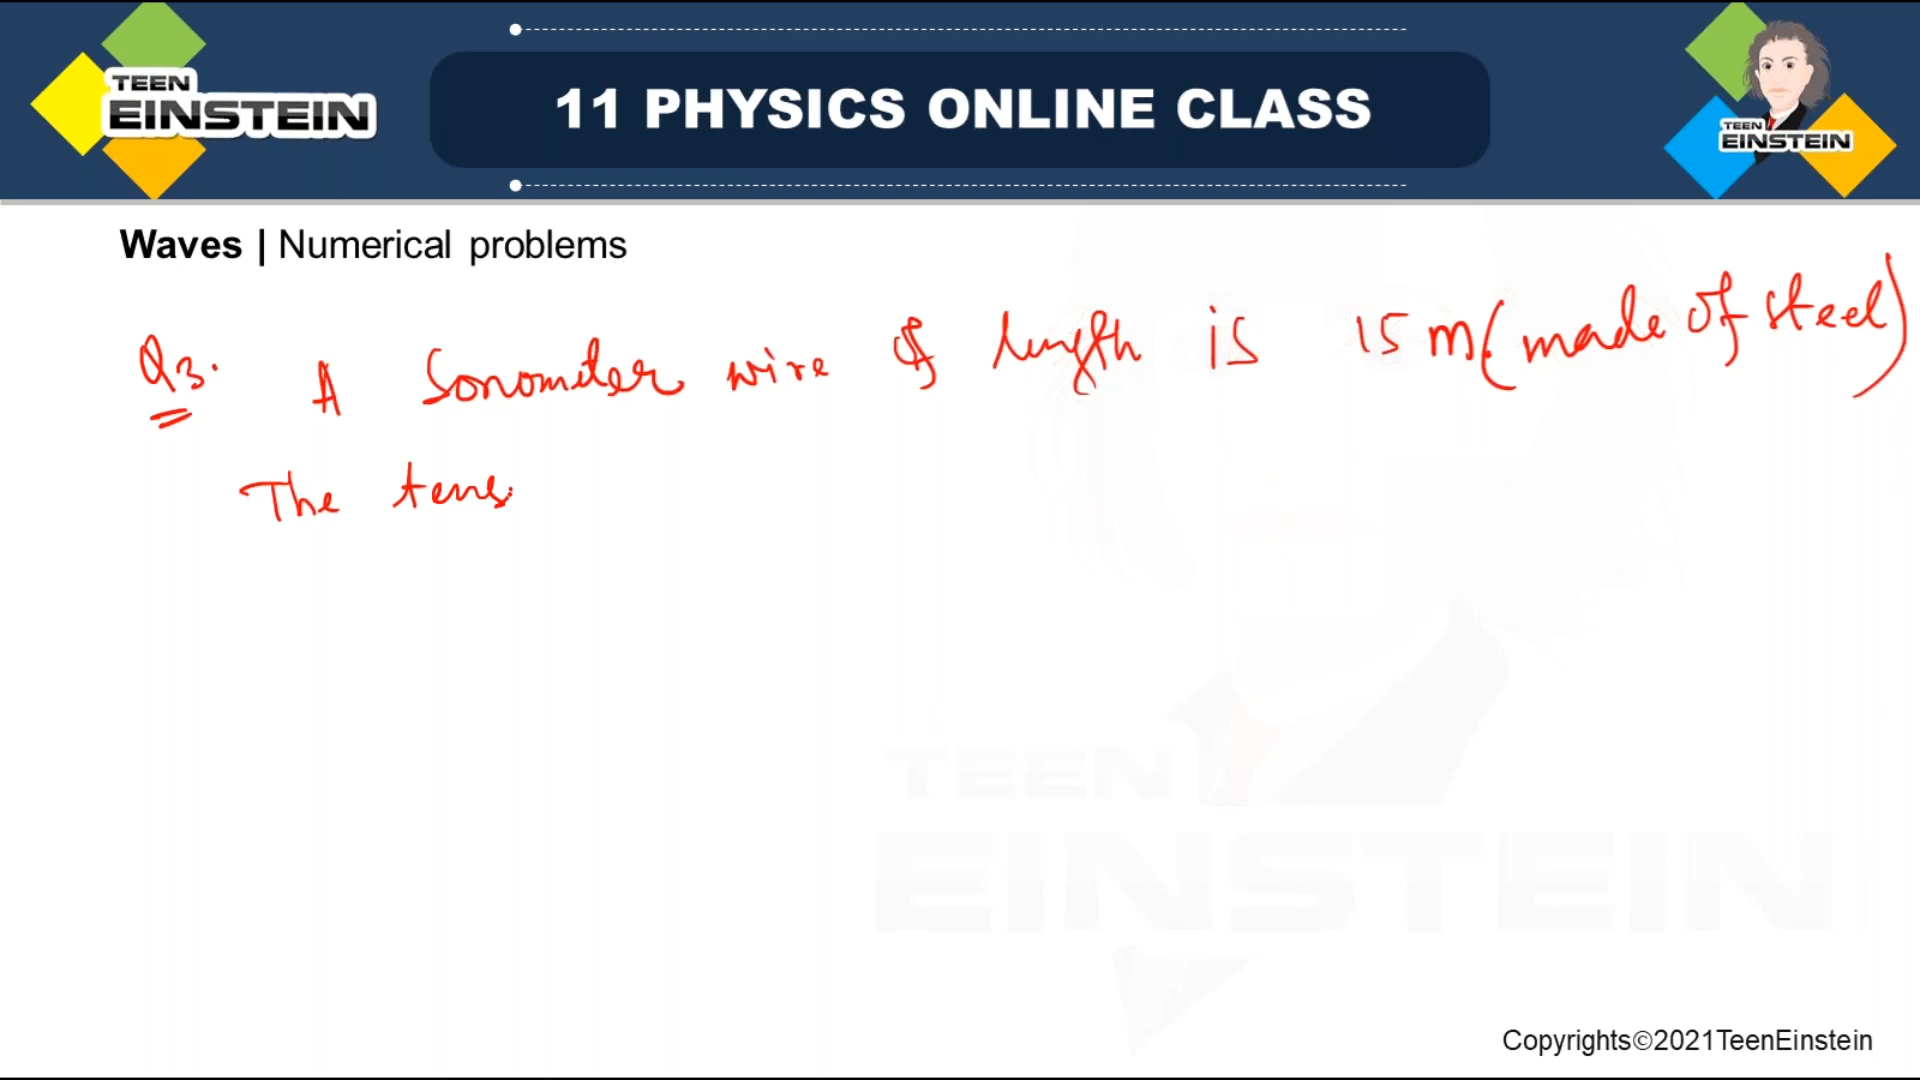 TEEN
EINSTEIN
11 PHYSICS ONLINE CLASS
TEEN
EINSTEIN
Waves | Numerical problems
Q3. A Sonometer wire of length is 15 m (made of steel)
The tens
TEEN
EINSTEIN
Copyrights©2021TeenEinstein